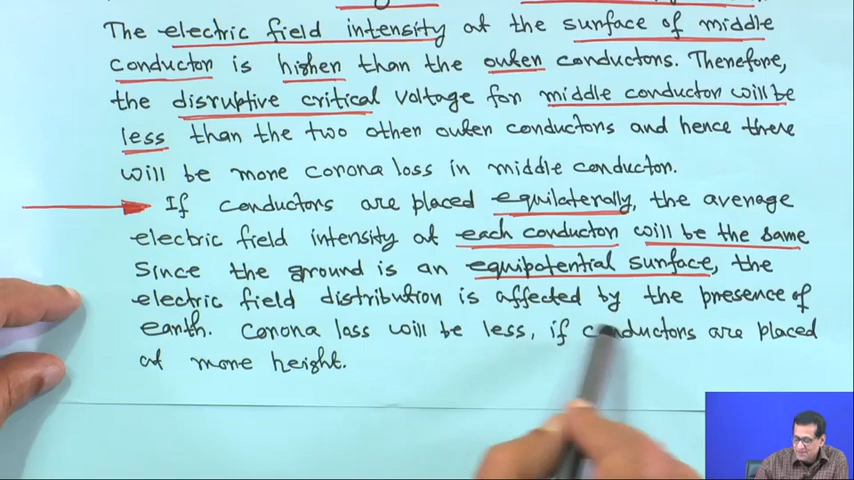 The electric field intensity at the surface of middle
conductor is higher than the outer conductors. Therefore,
the disruptive critical voltage for middle conductor will be
less than the two other outer conductors and hence there
will be more corona loss in middle conductor.
If conductors are placed equilaterally, the average
electric field intensity at each conductor will be the same
Since the ground is an equipotential surface, the
electric field distribution is affected by the presence of
earth. Corona loss will be less, if conductors are placed
at more height.